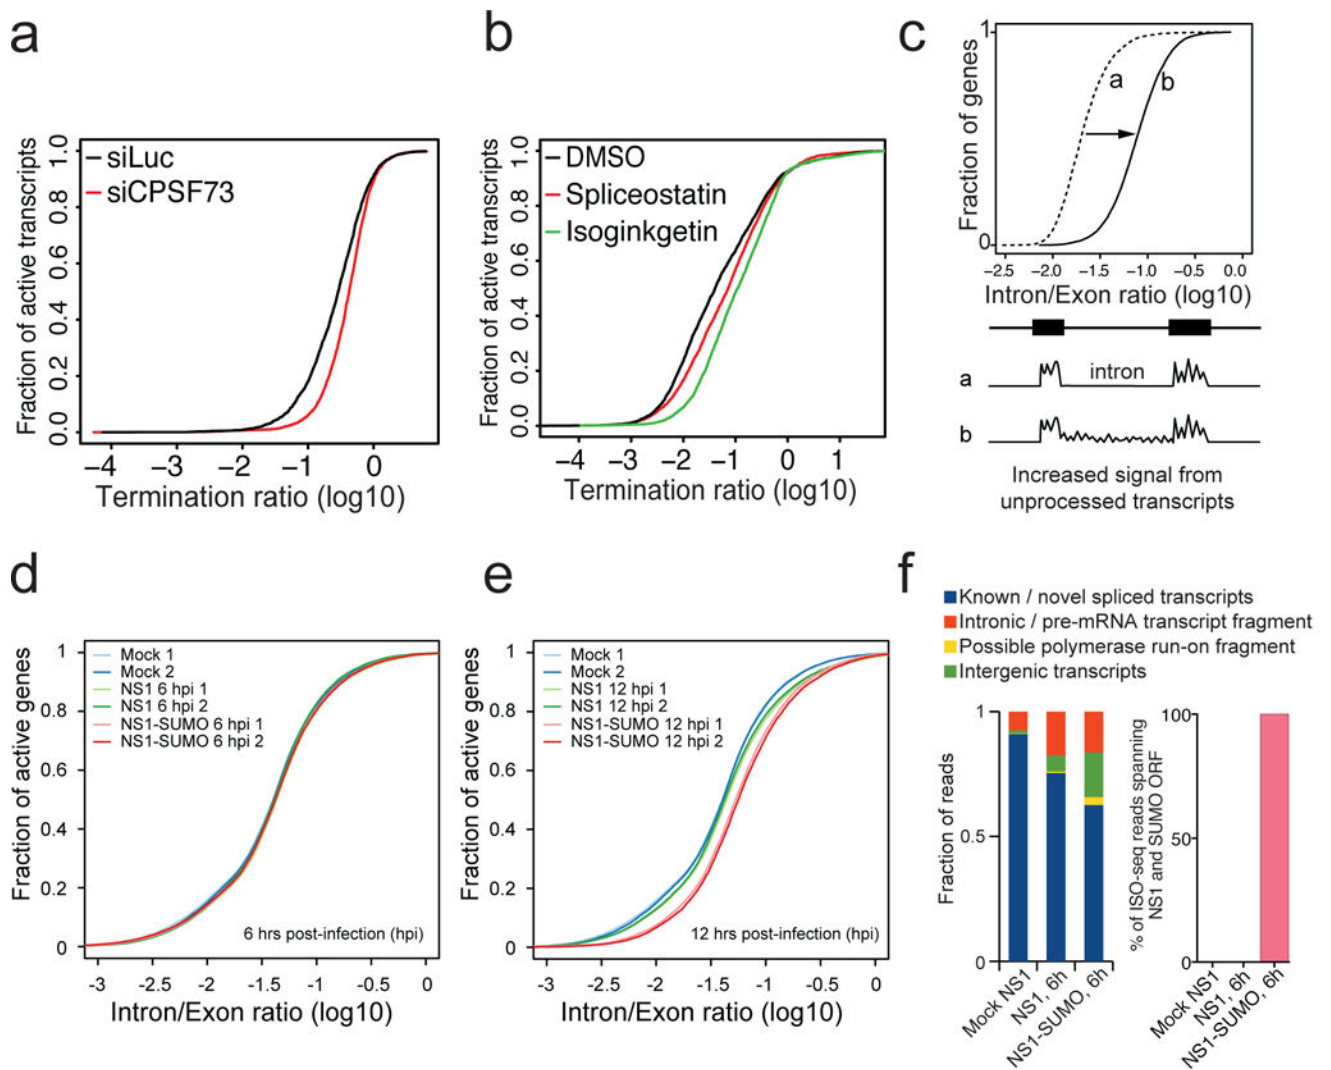 a
siLuc
siCPSF73
Fraction of active transcripts
0.0
0.2
0.4
0.6
0.8
1.0
−4
−3
−2
−1
0
Termination ratio (log10)
b
DMSO
Spliceostatin
Isoginkgetin
Fraction of active transcripts
0.0
0.2
0.4
0.6
0.8
1.0
−4
−3
−2
−1
0
1
Termination ratio (log10)
c
Fraction of genes
1
0
a
b
−2.5
−2.0
−1.5
−1.0
−0.5
0.0
Intron/Exon ratio (log10)
a
intron
b
Increased signal from
unprocessed transcripts
d
Fraction of active genes
1
0.8
0.6
0.4
0.2
0
Mock 1
Mock 2
NS1 6 hpi 1
NS1 6 hpi 2
NS1-SUMO 6 hpi 1
NS1-SUMO 6 hpi 2
6 hrs post-infection (hpi)
-3
-2.5
-2
-1.5
-1
-0.5
0
Intron/Exon ratio (log10)
e
Fraction of active genes
1
0.8
0.6
0.4
0.2
0
Mock 1
Mock 2
NS1 12 hpi 1
NS1 12 hpi 2
NS1-SUMO 12 hpi 1
NS1-SUMO 12 hpi 2
12 hrs post-infection (hpi)
-3
-2.5
-2
-1.5
-1
-0.5
0
Intron/Exon ratio (log10)
f
Known / novel spliced transcripts
Intronic / pre-mRNA transcript fragment
Possible polymerase run-on fragment
Intergenic transcripts
Fraction of reads
1
0.5
0
Mock NS1
NS1, 6h
NS1-SUMO, 6h
% of ISO-seq reads spanning
NS1 and SUMO ORF
100
50
0
Mock NS1
NS1, 6h
NS1-SUMO, 6h